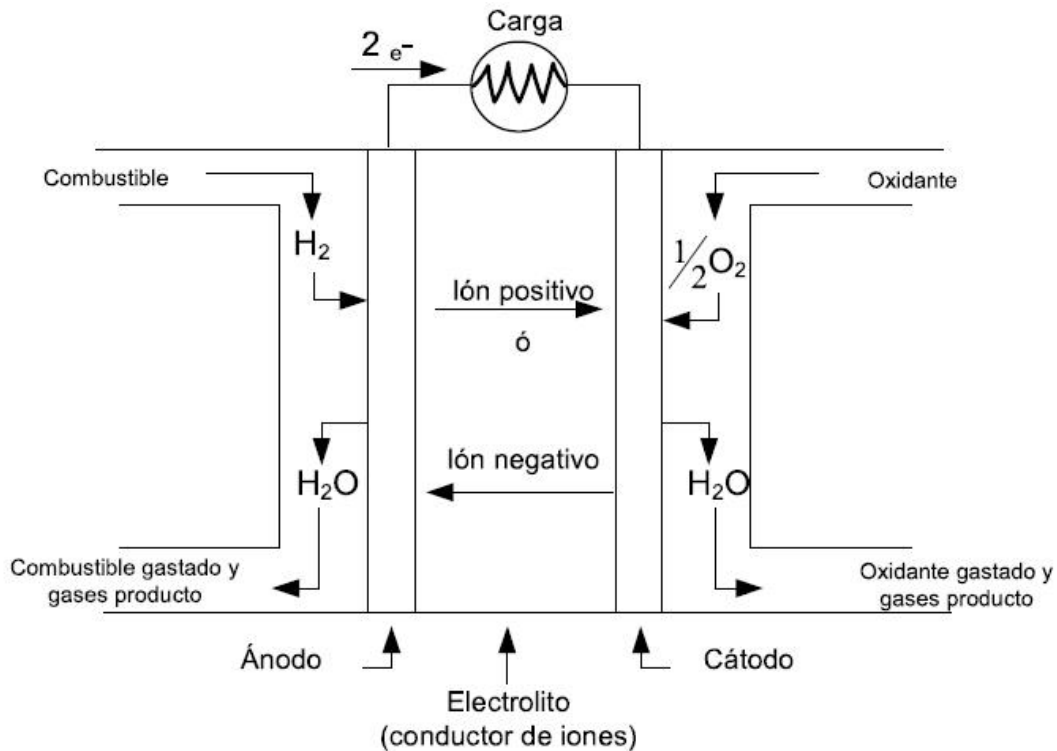 Carga
2 e-
Combustible
Oxidante
H2
1/2O2
Ión positivo
ó
Ión negativo
H2O
H2O
Combustible gastado y
gases producto
Oxidante gastado y
gases producto
Ánodo
Cátodo
Electrolito
(conductor de iones)